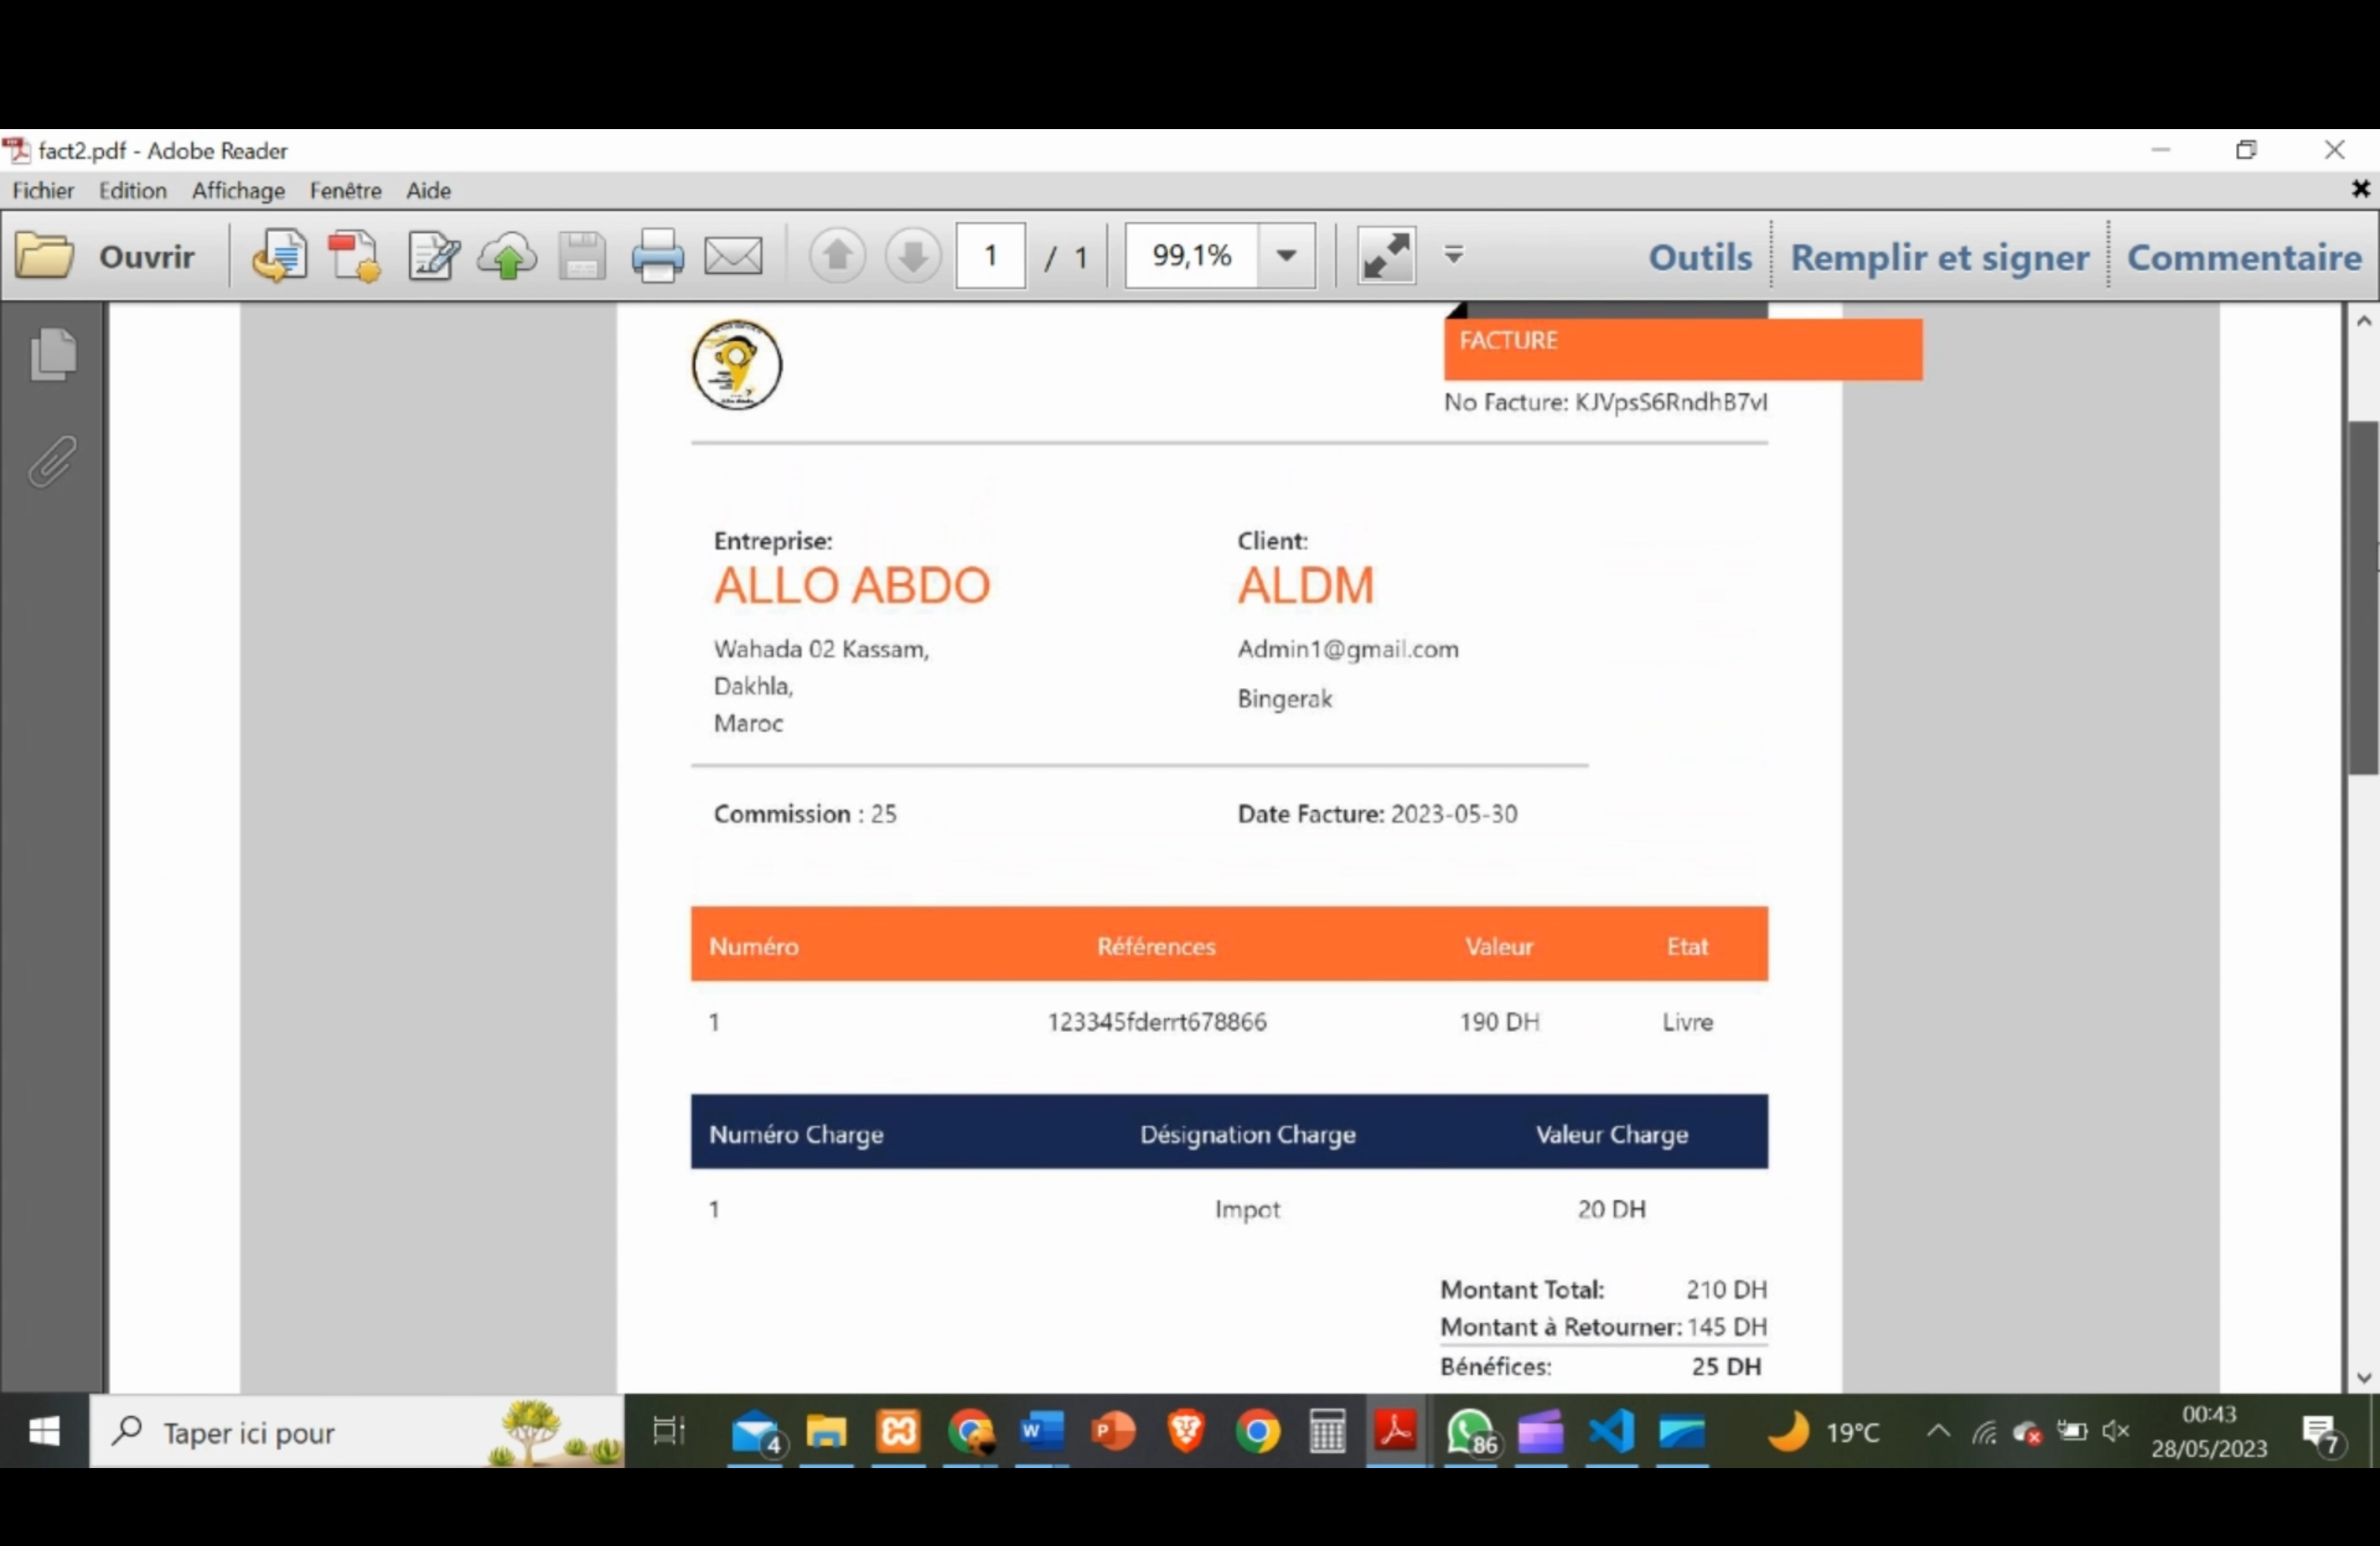 fact2.pdf - Adobe Reader
Fichier Edition Affichage Fenêtre Aide
Ouvrir 1 / 1 99,1% Outils Remplir et signer Commentaire
FACTURE
No Facture: KJVpsS6RndhB7vl
Entreprise: Client:
ALLO ABDO ALDM
Wahada 02 Kassam, Admin1@gmail.com
Dakhla, Bingerak
Maroc
Commission : 25 Date Facture: 2023-05-30
Numéro Références Valeur Etat
1 123345fderrt678866 190 DH Livre
Numéro Charge Désignation Charge Valeur Charge
1 Impot 20 DH
Montant Total: 210 DH
Montant à Retourner: 145 DH
Bénéfices: 25 DH
Taper ici pour 4 86 19°C 00:43
28/05/2023 7